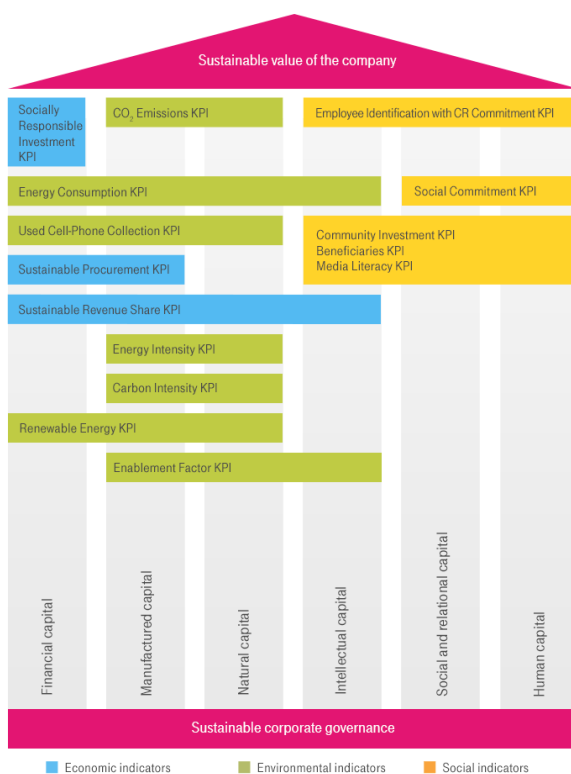 Sustainable value of the company
Socially
Responsible
Investment
KPI
CO₂ Emissions KPI
Employee Identification with CR Commitment KPI
Energy Consumption KPI
Social Commitment KPI
Used Cell-Phone Collection KPI
Community Investment KPI
Beneficiaries KPI
Media Literacy KPI
Sustainable Procurement KPI
Sustainable Revenue Share KPI
Energy Intensity KPI
Carbon Intensity KPI
Renewable Energy KPI
Enablement Factor KPI
Financial capital
Manufactured capital
Natural capital
Intellectual capital
Social and relational capital
Human capital
Sustainable corporate governance
Economic indicators
Environmental indicators
Social indicators